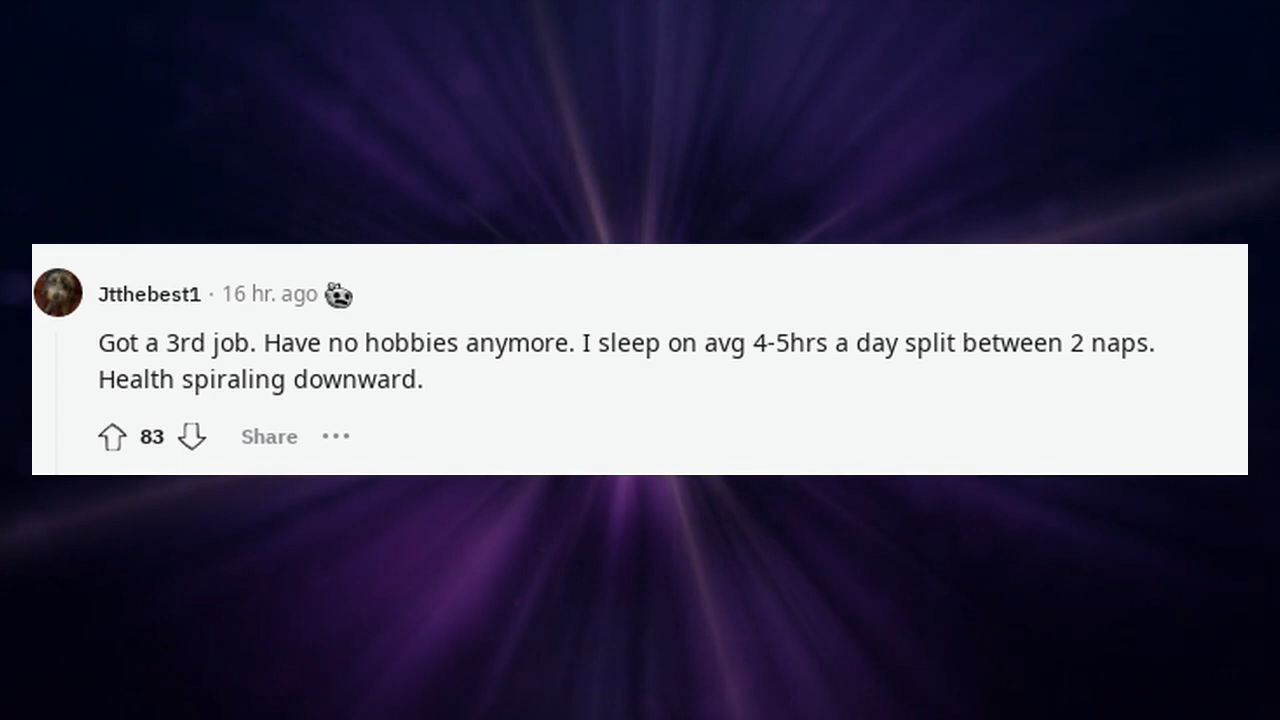 Jtthebest1 · 16 hr. ago
Got a 3rd job. Have no hobbies anymore. I sleep on avg 4-5hrs a day split between 2 naps.
Health spiraling downward.
83 Share •••